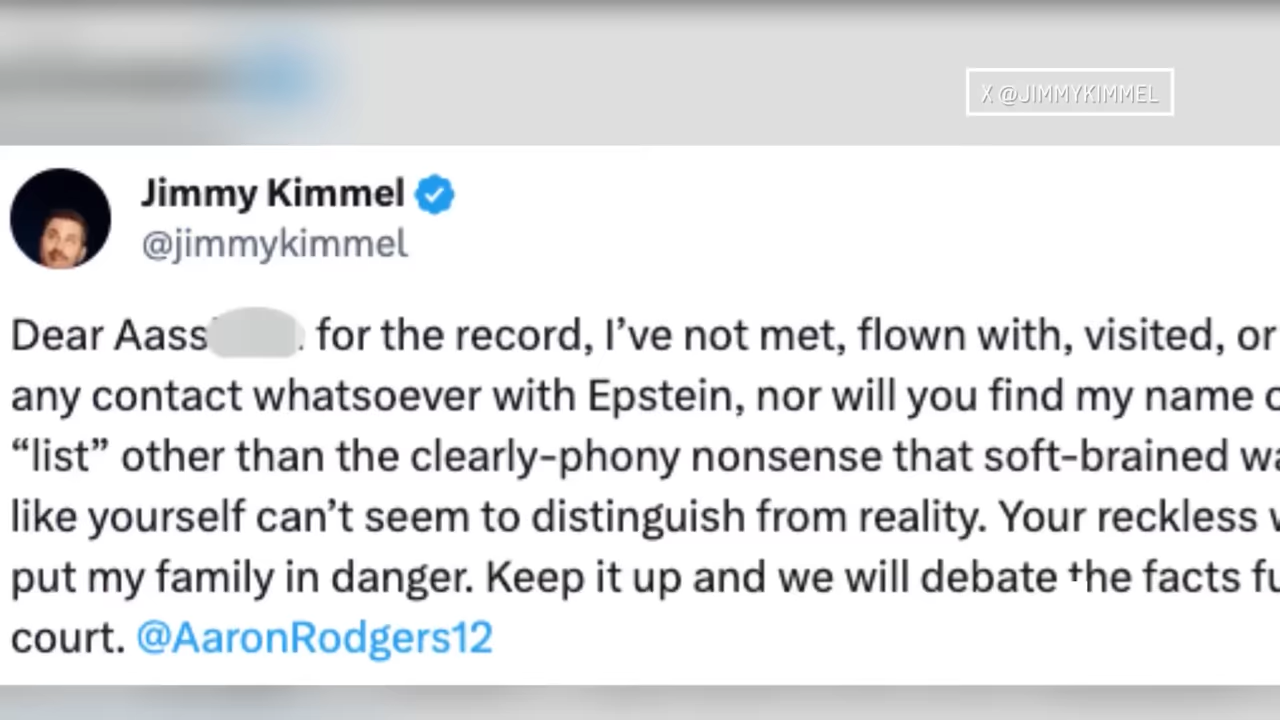 X @JIMMYKIMMEL
Jimmy Kimmel
@jimmykimmel
Dear Aass for the record, I’ve not met, flown with, visited, or
any contact whatsoever with Epstein, nor will you find my name
“list” other than the clearly-phony nonsense that soft-brained
like yourself can’t seem to distinguish from reality. Your reckless
put my family in danger. Keep it up and we will debate the facts
court. @AaronRodgers12